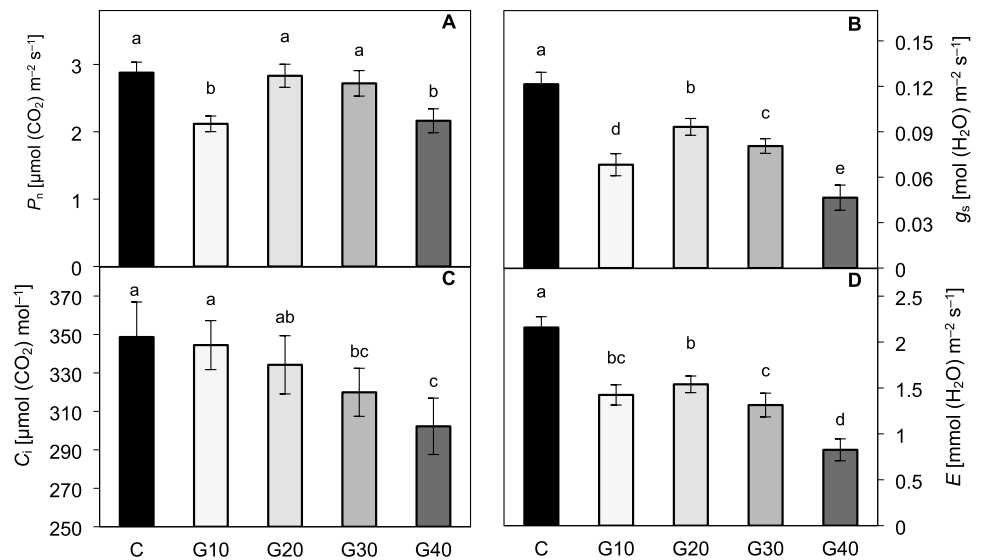 A
Pn [µmol (CO2) m–2 s–1]
3
2
1
0
a
b
a
a
b
B
gs [mol (H2O) m–2 s–1]
0.15
0.12
0.09
0.06
0.03
0
a
d
b
c
e
C
Ci [µmol (CO2) mol–1]
370
350
330
310
290
270
250
a
a
ab
bc
c
C G10 G20 G30 G40
D
E [mmol (H2O) m–2 s–1]
2.5
2
1.5
1
0.5
0
a
bc
b
c
d
C G10 G20 G30 G40